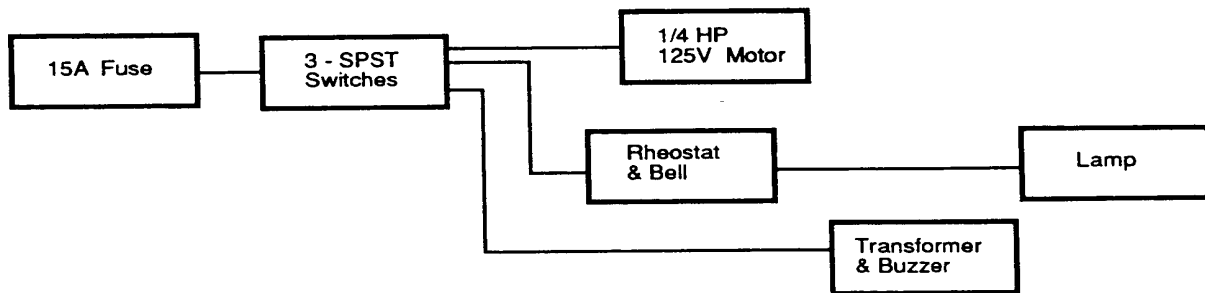 15A Fuse
3 - SPST
Switches
1/4 HP
125V Motor
Rheostat
& Bell
Lamp
Transformer
& Buzzer